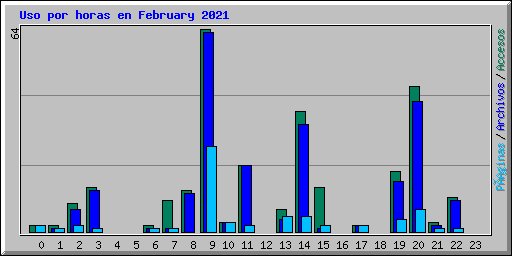 Uso por horas en February 2021
64
0 1 2 3 4 5 6 7 8 9 10 11 12 13 14 15 16 17 18 19 20 21 22 23
Páginas / Archivos / Accesos